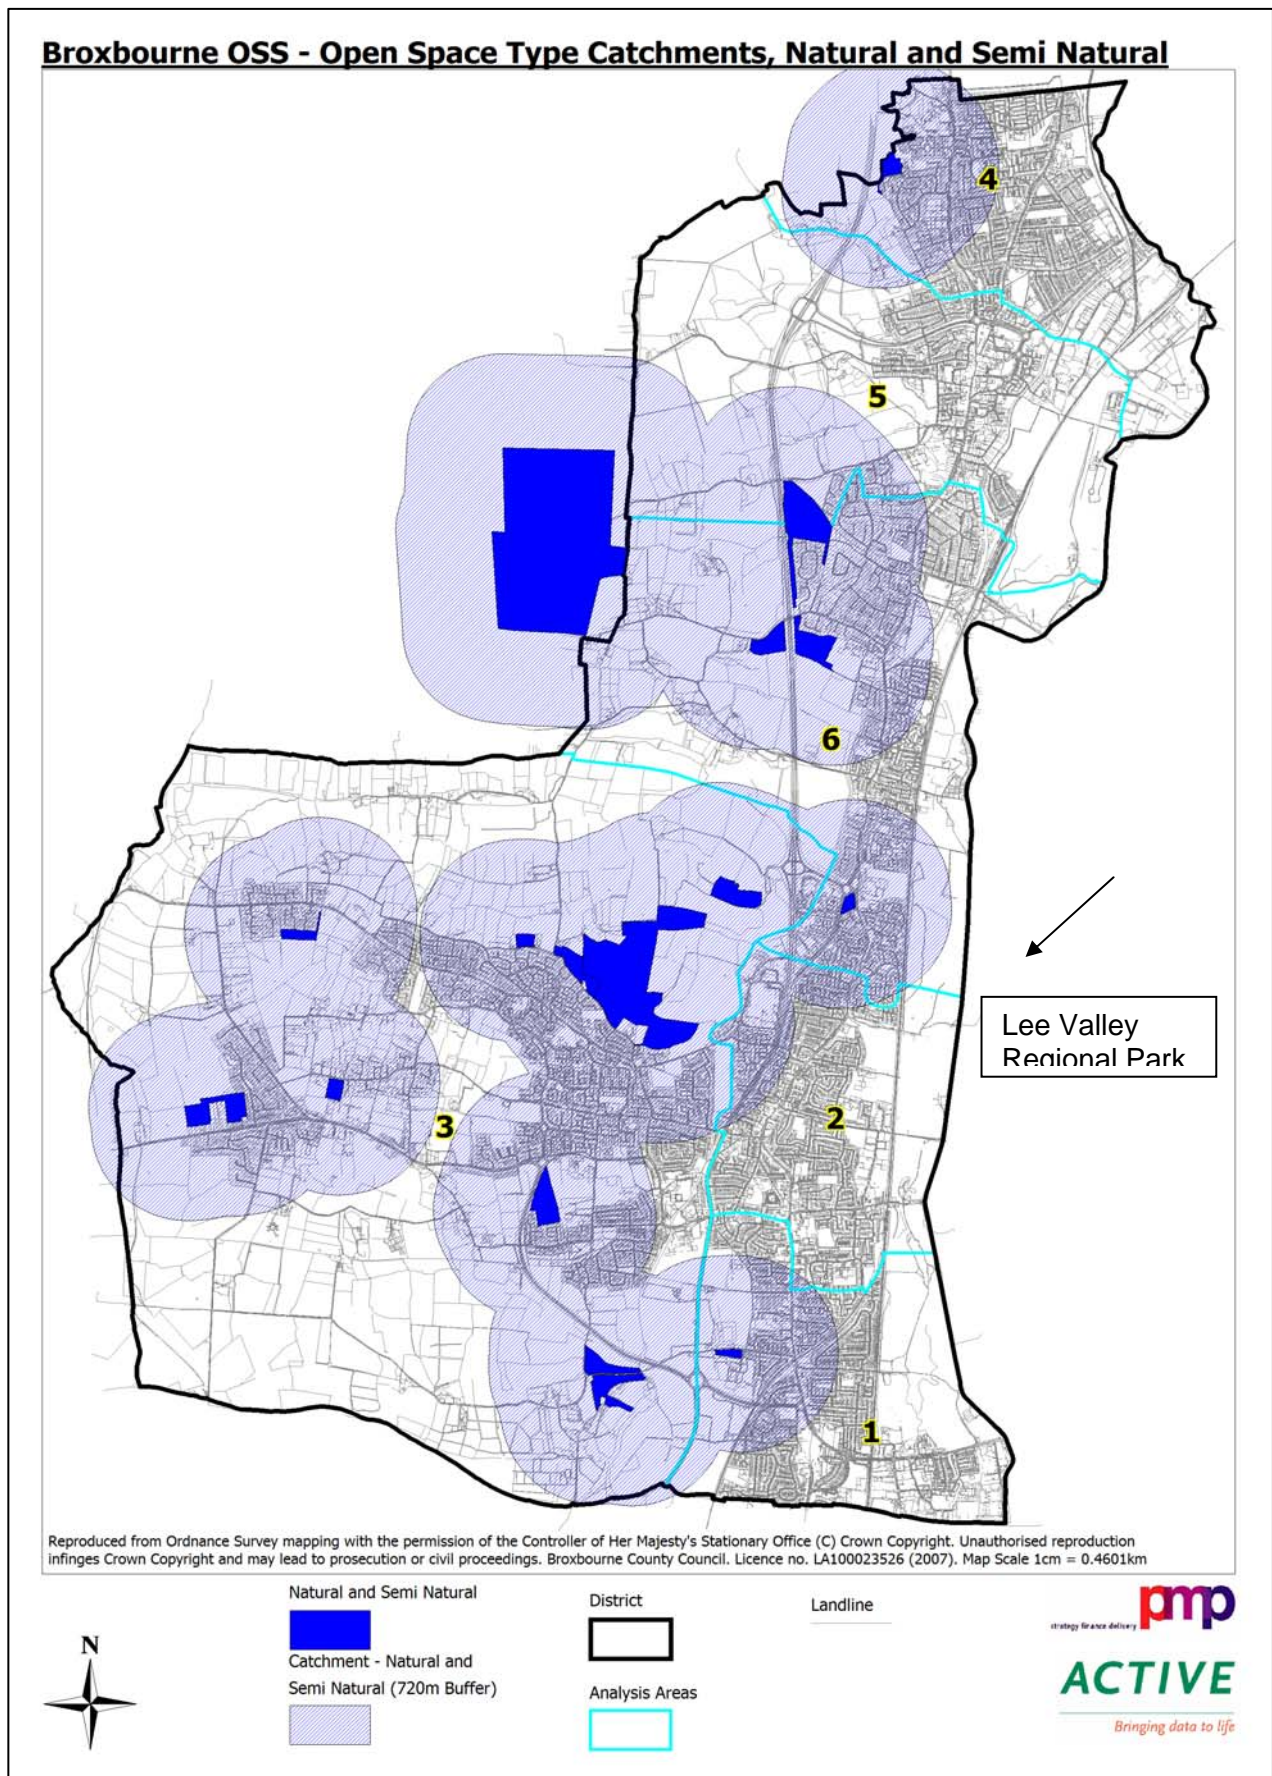 Broxbourne OSS - Open Space Type Catchments, Natural and Semi Natural
4
5
6
Lee Valley
Regional Park
2
3
1
Reproduced from Ordnance Survey mapping with the permission of the Controller of Her Majesty's Stationary Office (C) Crown Copyright. Unauthorised reproduction
infinges Crown Copyright and may lead to prosecution or civil proceedings. Broxbourne County Council. Licence no. LA100023526 (2007). Map Scale 1cm = 0.4601km
Natural and Semi Natural
District
Landline
Catchment - Natural and
Semi Natural (720m Buffer)
Analysis Areas
N
pmp
strategy finance delivery
ACTIVE
Bringing data to life